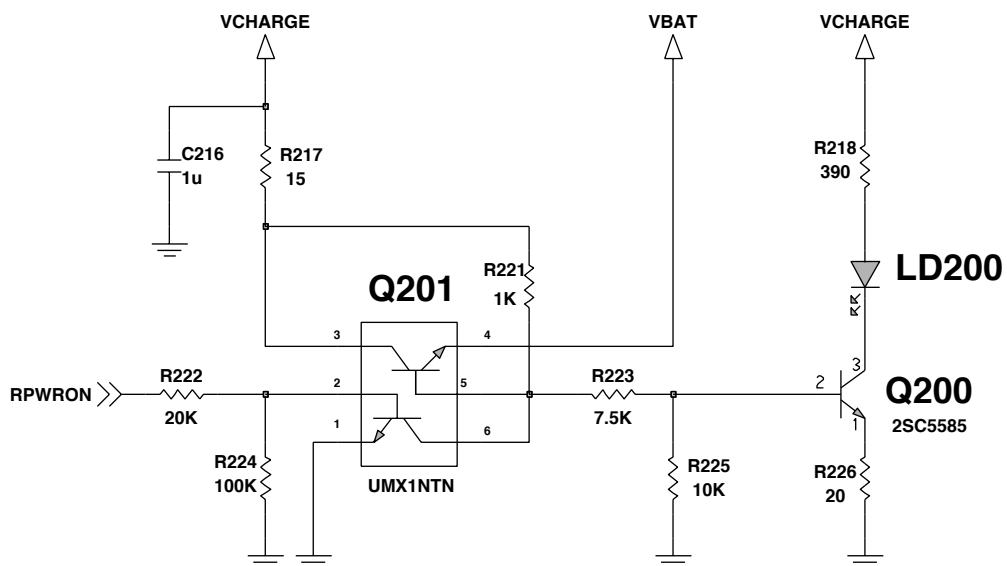 VCHARGE
VBAT
VCHARGE
C216
1u
R217
15
R218
390
R221
1K
Q201
LD200
3
4
RPWRON
R222
20K
2
5
R223
7.5K
2
3
Q200
2SC5585
1
1
6
R224
100K
UMX1NTN
R225
10K
R226
20